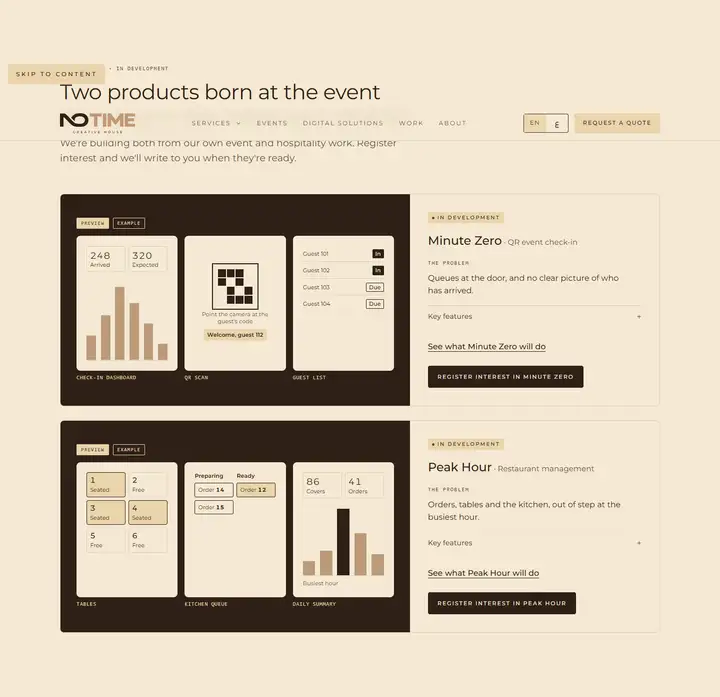 SKIP TO CONTENT
· IN DEVELOPMENT
Two products born at the event
NOTIME
CREATIVE HOUSE
SERVICES
EVENTS
DIGITAL SOLUTIONS
WORK
ABOUT
EN
REQUEST A QUOTE
We're building both from our own event and hospitality work. Register
interest and we'll write to you when they're ready.
PREVIEW
EXAMPLE
248
Arrived
320
Expected
CHECK-IN DASHBOARD
Point the camera at the
guest's code
Welcome, guest 112
QR SCAN
Guest 101 In
Guest 102 In
Guest 103 Due
Guest 104 Due
GUEST LIST
IN DEVELOPMENT
Minute Zero · QR event check-in
THE PROBLEM
Queues at the door, and no clear picture of who
has arrived.
Key features +
See what Minute Zero will do
REGISTER INTEREST IN MINUTE ZERO
PREVIEW
EXAMPLE
1
Seated
2
Free
3
Seated
4
Seated
5
Free
6
Free
TABLES
Preparing
Order 14
Order 15
Ready
Order 12
KITCHEN QUEUE
86
Covers
41
Orders
Busiest hour
DAILY SUMMARY
IN DEVELOPMENT
Peak Hour · Restaurant management
THE PROBLEM
Orders, tables and the kitchen, out of step at the
busiest hour.
Key features +
See what Peak Hour will do
REGISTER INTEREST IN PEAK HOUR